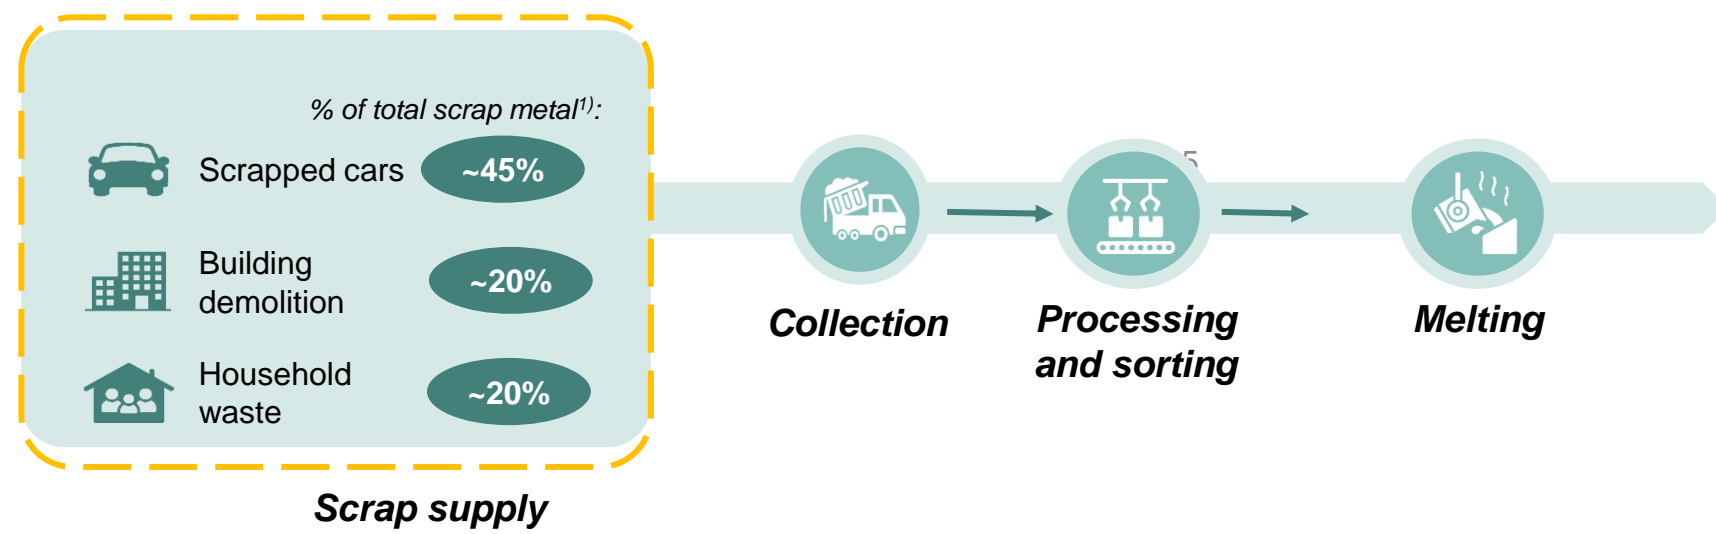 % of total scrap metal1):
Scrapped cars ~45%
Building
demolition
~20%
Household
waste
~20%
Scrap supply
5
Collection
Processing
and sorting
Melting